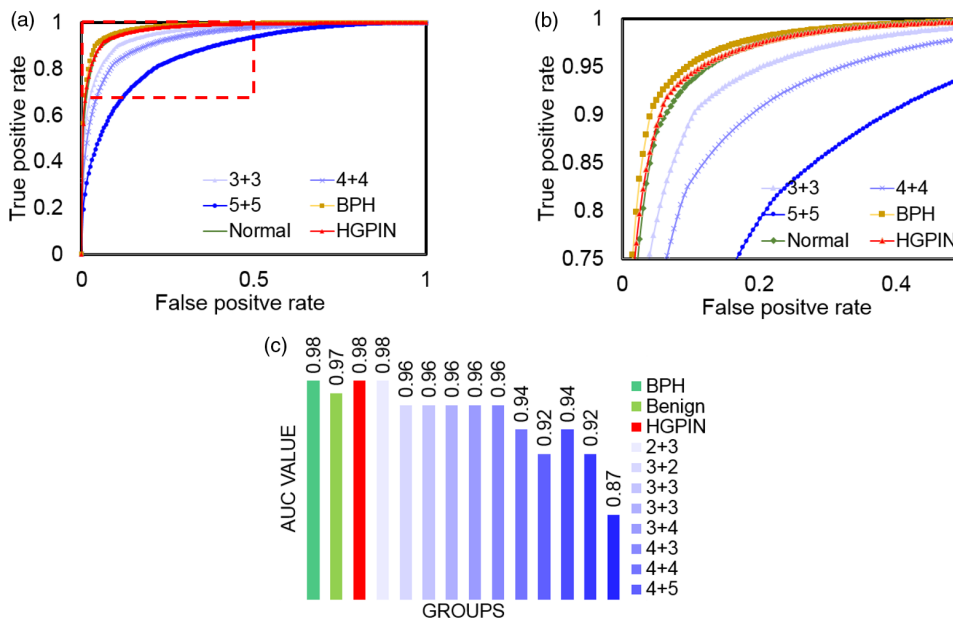 (a)
True positive rate
1
0.8
0.6
0.4
0.2
0
3+3
4+4
5+5
BPH
Normal
HGPIN
0
0.5
1
False positve rate
(b)
True positive rate
1
0.95
0.9
0.85
0.8
0.75
3+3
4+4
5+5
BPH
Normal
HGPIN
0
0.2
0.4
False positve rate
(c)
AUC VALUE
0.98
0.97
0.98
0.98
0.96
0.96
0.96
0.96
0.96
0.94
0.92
0.94
0.92
0.87
GROUPS
BPH
Benign
HGPIN
2+3
3+2
3+3
3+3
3+4
4+3
4+4
4+5